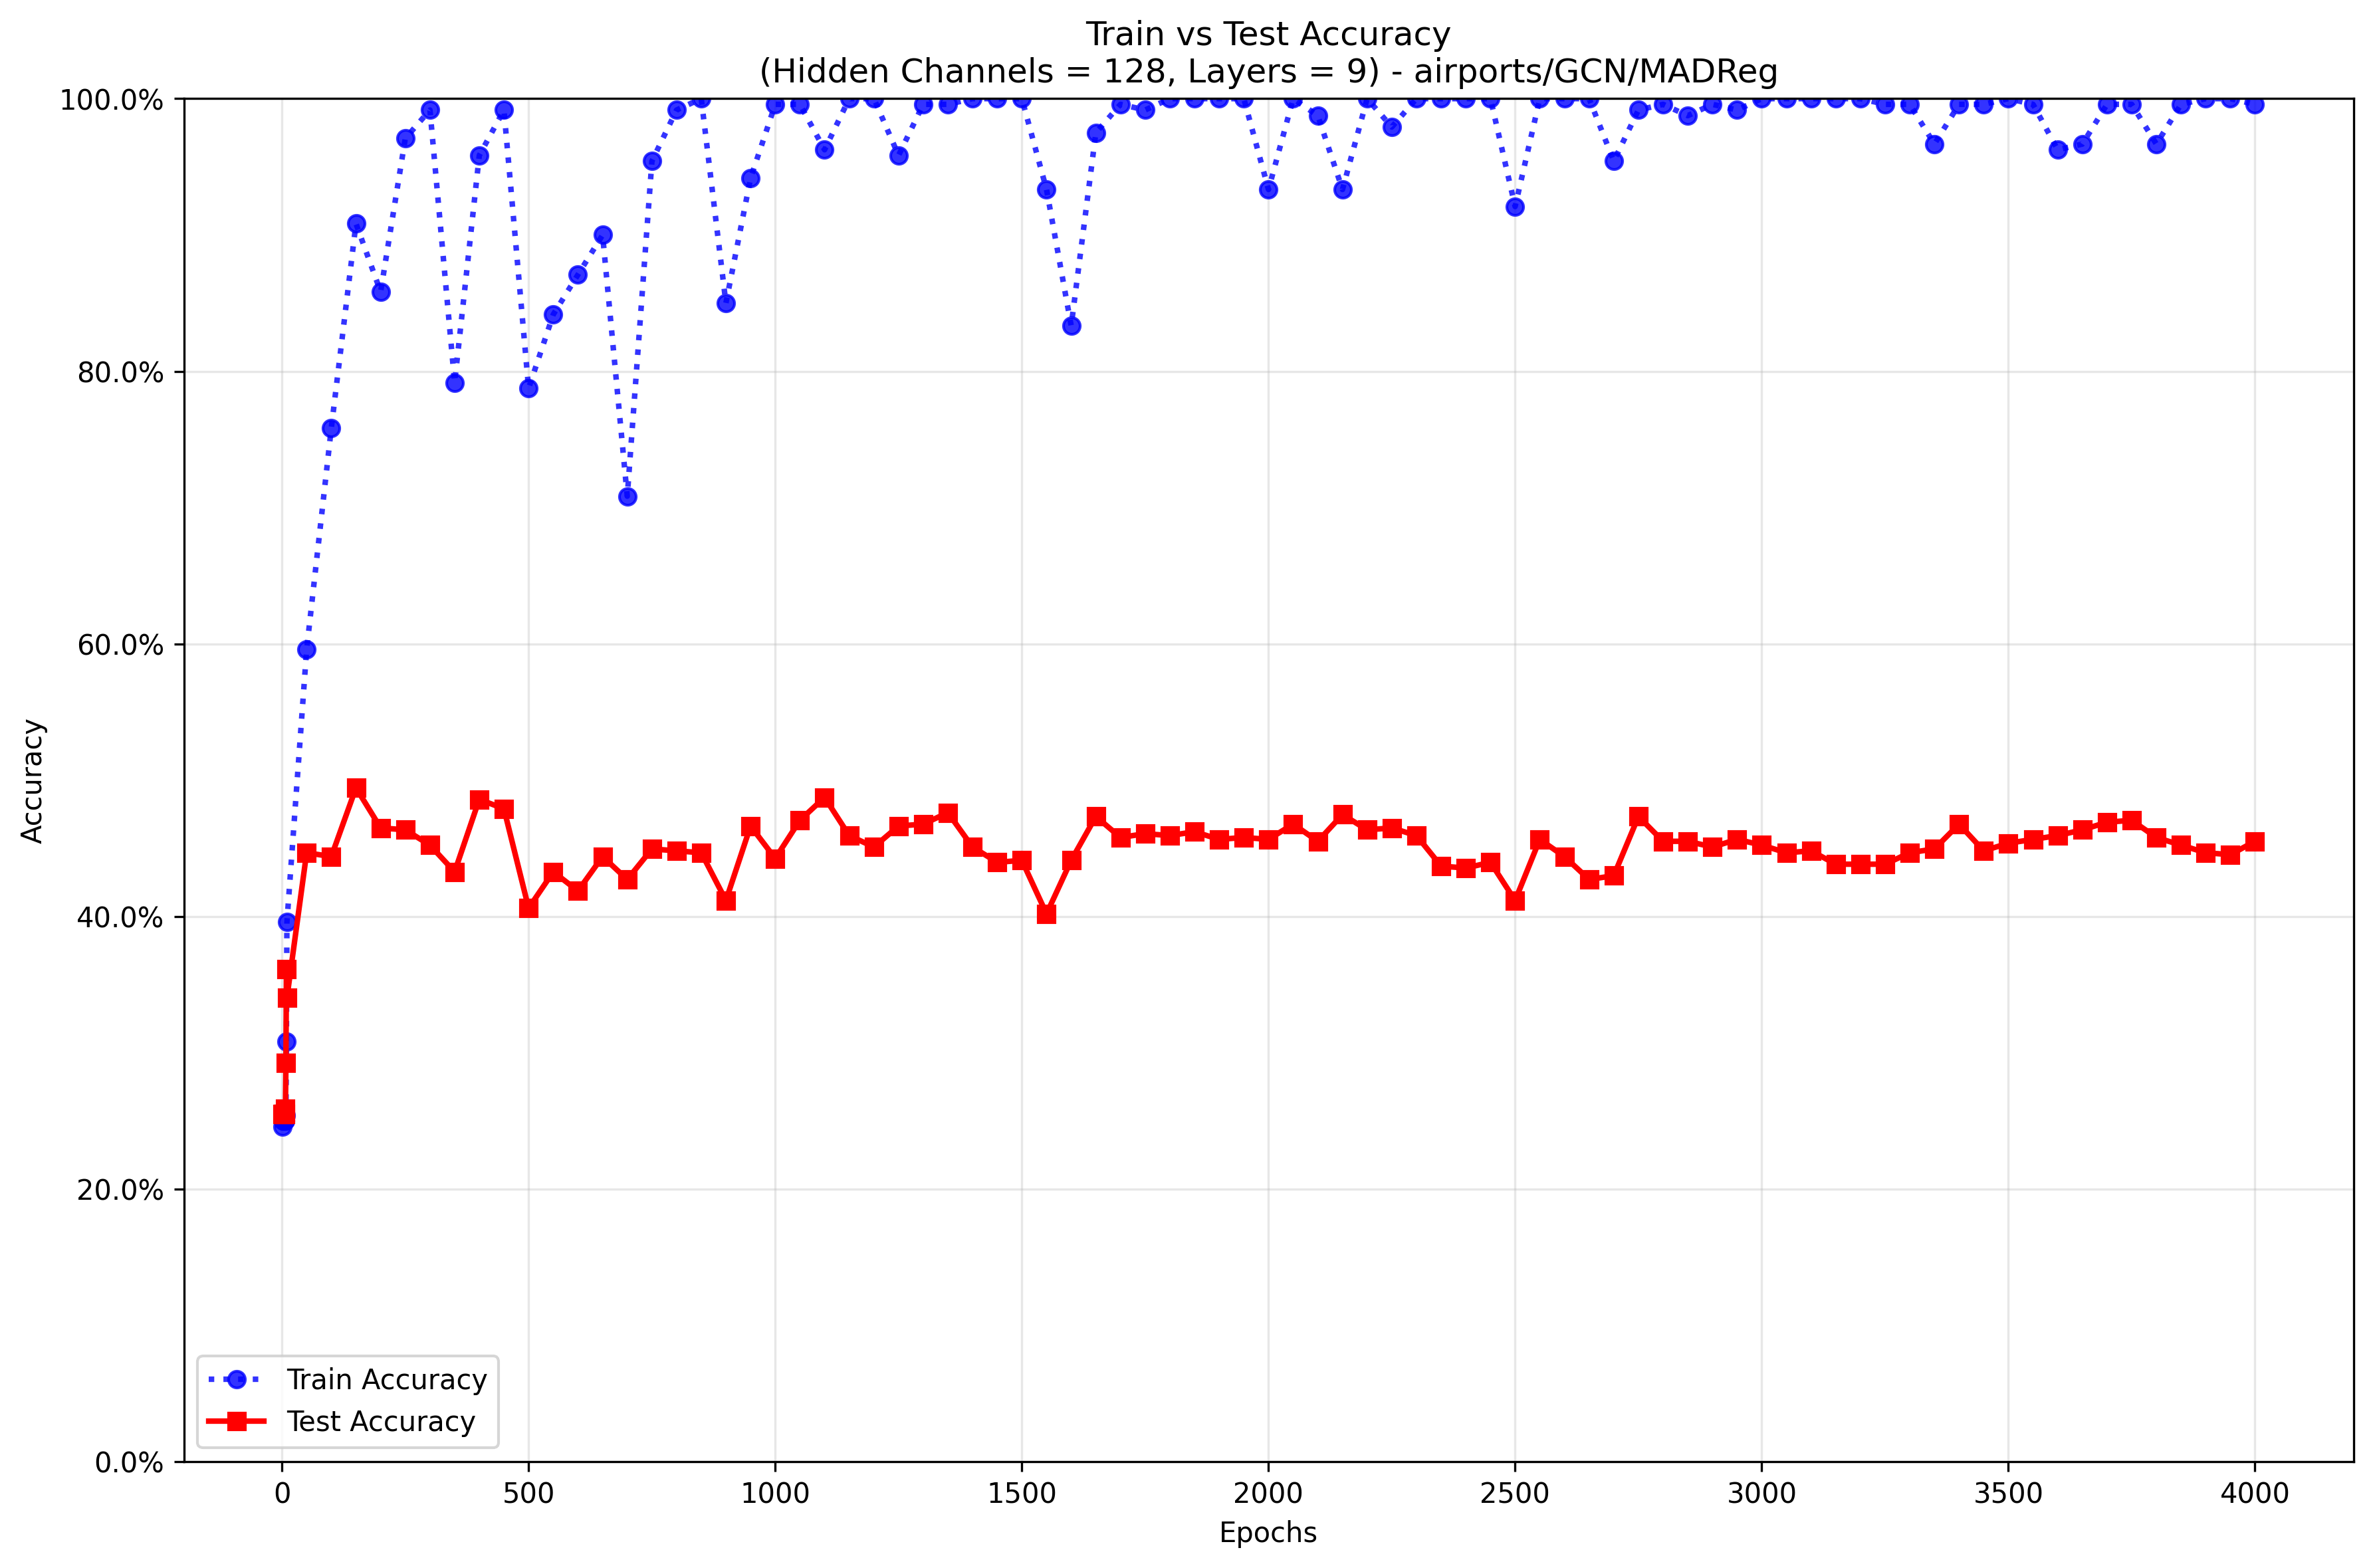 Train vs Test Accuracy
(Hidden Channels = 128, Layers = 9) - airports/GCN/MADReg
100.0%
80.0%
60.0%
40.0%
20.0%
0.0%
Accuracy
Train Accuracy
Test Accuracy
0 500 1000 1500 2000 2500 3000 3500 4000
Epochs